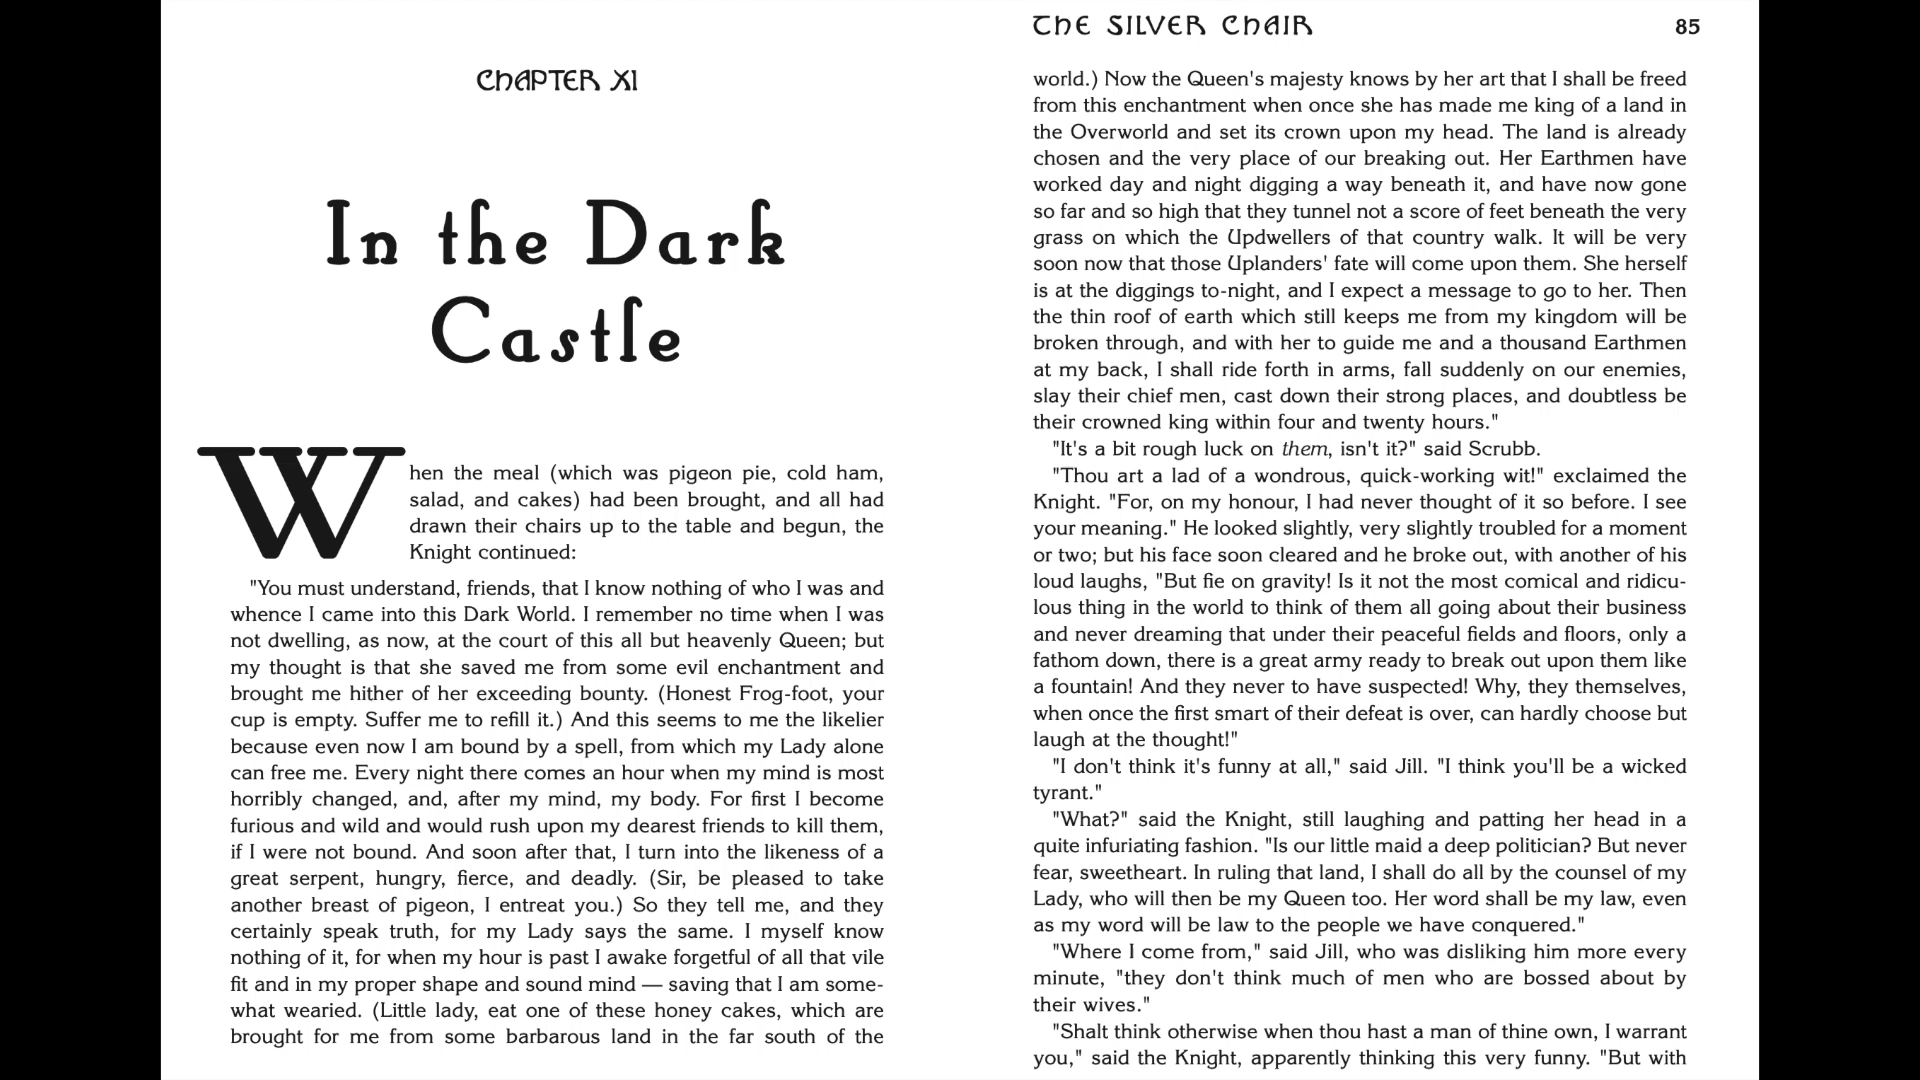 CHAPTER XI
In the Dark
Castle
When the meal (which was pigeon pie, cold ham,
salad, and cakes) had been brought, and all had
drawn their chairs up to the table and begun, the
Knight continued:
"You must understand, friends, that I know nothing of who I was and
whence I came into this Dark World. I remember no time when I was
not dwelling, as now, at the court of this all but heavenly Queen; but
my thought is that she saved me from some evil enchantment and
brought me hither of her exceeding bounty. (Honest Frog-foot, your
cup is empty. Suffer me to refill it.) And this seems to me the likelier
because even now I am bound by a spell, from which my Lady alone
can free me. Every night there comes an hour when my mind is most
horribly changed, and, after my mind, my body. For first I become
furious and wild and would rush upon my dearest friends to kill them,
if I were not bound. And soon after that, I turn into the likeness of a
great serpent, hungry, fierce, and deadly. (Sir, be pleased to take
another breast of pigeon, I entreat you.) So they tell me, and they
certainly speak truth, for my Lady says the same. I myself know
nothing of it, for when my hour is past I awake forgetful of all that vile
fit and in my proper shape and sound mind — saving that I am some-
what wearied. (Little lady, eat one of these honey cakes, which are
brought for me from some barbarous land in the far south of the
THE SILVER CHAIR 85
world.) Now the Queen's majesty knows by her art that I shall be freed
from this enchantment when once she has made me king of a land in
the Overworld and set its crown upon my head. The land is already
chosen and the very place of our breaking out. Her Earthmen have
worked day and night digging a way beneath it, and have now gone
so far and so high that they tunnel not a score of feet beneath the very
grass on which the Updwellers of that country walk. It will be very
soon now that those Uplanders' fate will come upon them. She herself
is at the diggings to-night, and I expect a message to go to her. Then
the thin roof of earth which still keeps me from my kingdom will be
broken through, and with her to guide me and a thousand Earthmen
at my back, I shall ride forth in arms, fall suddenly on our enemies,
slay their chief men, cast down their strong places, and doubtless be
their crowned king within four and twenty hours."
"It's a bit rough luck on them, isn't it?" said Scrubb.
"Thou art a lad of a wondrous, quick-working wit!" exclaimed the
Knight. "For, on my honour, I had never thought of it so before. I see
your meaning." He looked slightly, very slightly troubled for a moment
or two; but his face soon cleared and he broke out, with another of his
loud laughs, "But fie on gravity! Is it not the most comical and ridicu-
lous thing in the world to think of them all going about their business
and never dreaming that under their peaceful fields and floors, only a
fathom down, there is a great army ready to break out upon them like
a fountain! And they never to have suspected! Why, they themselves,
when once the first smart of their defeat is over, can hardly choose but
laugh at the thought!"
"I don't think it's funny at all," said Jill. "I think you'll be a wicked
tyrant."
"What?" said the Knight, still laughing and patting her head in a
quite infuriating fashion. "Is our little maid a deep politician? But never
fear, sweetheart. In ruling that land, I shall do all by the counsel of my
Lady, who will then be my Queen too. Her word shall be my law, even
as my word will be law to the people we have conquered."
"Where I come from," said Jill, who was disliking him more every
minute, "they don't think much of men who are bossed about by
their wives."
"Shalt think otherwise when thou hast a man of thine own, I warrant
you," said the Knight, apparently thinking this very funny. "But with